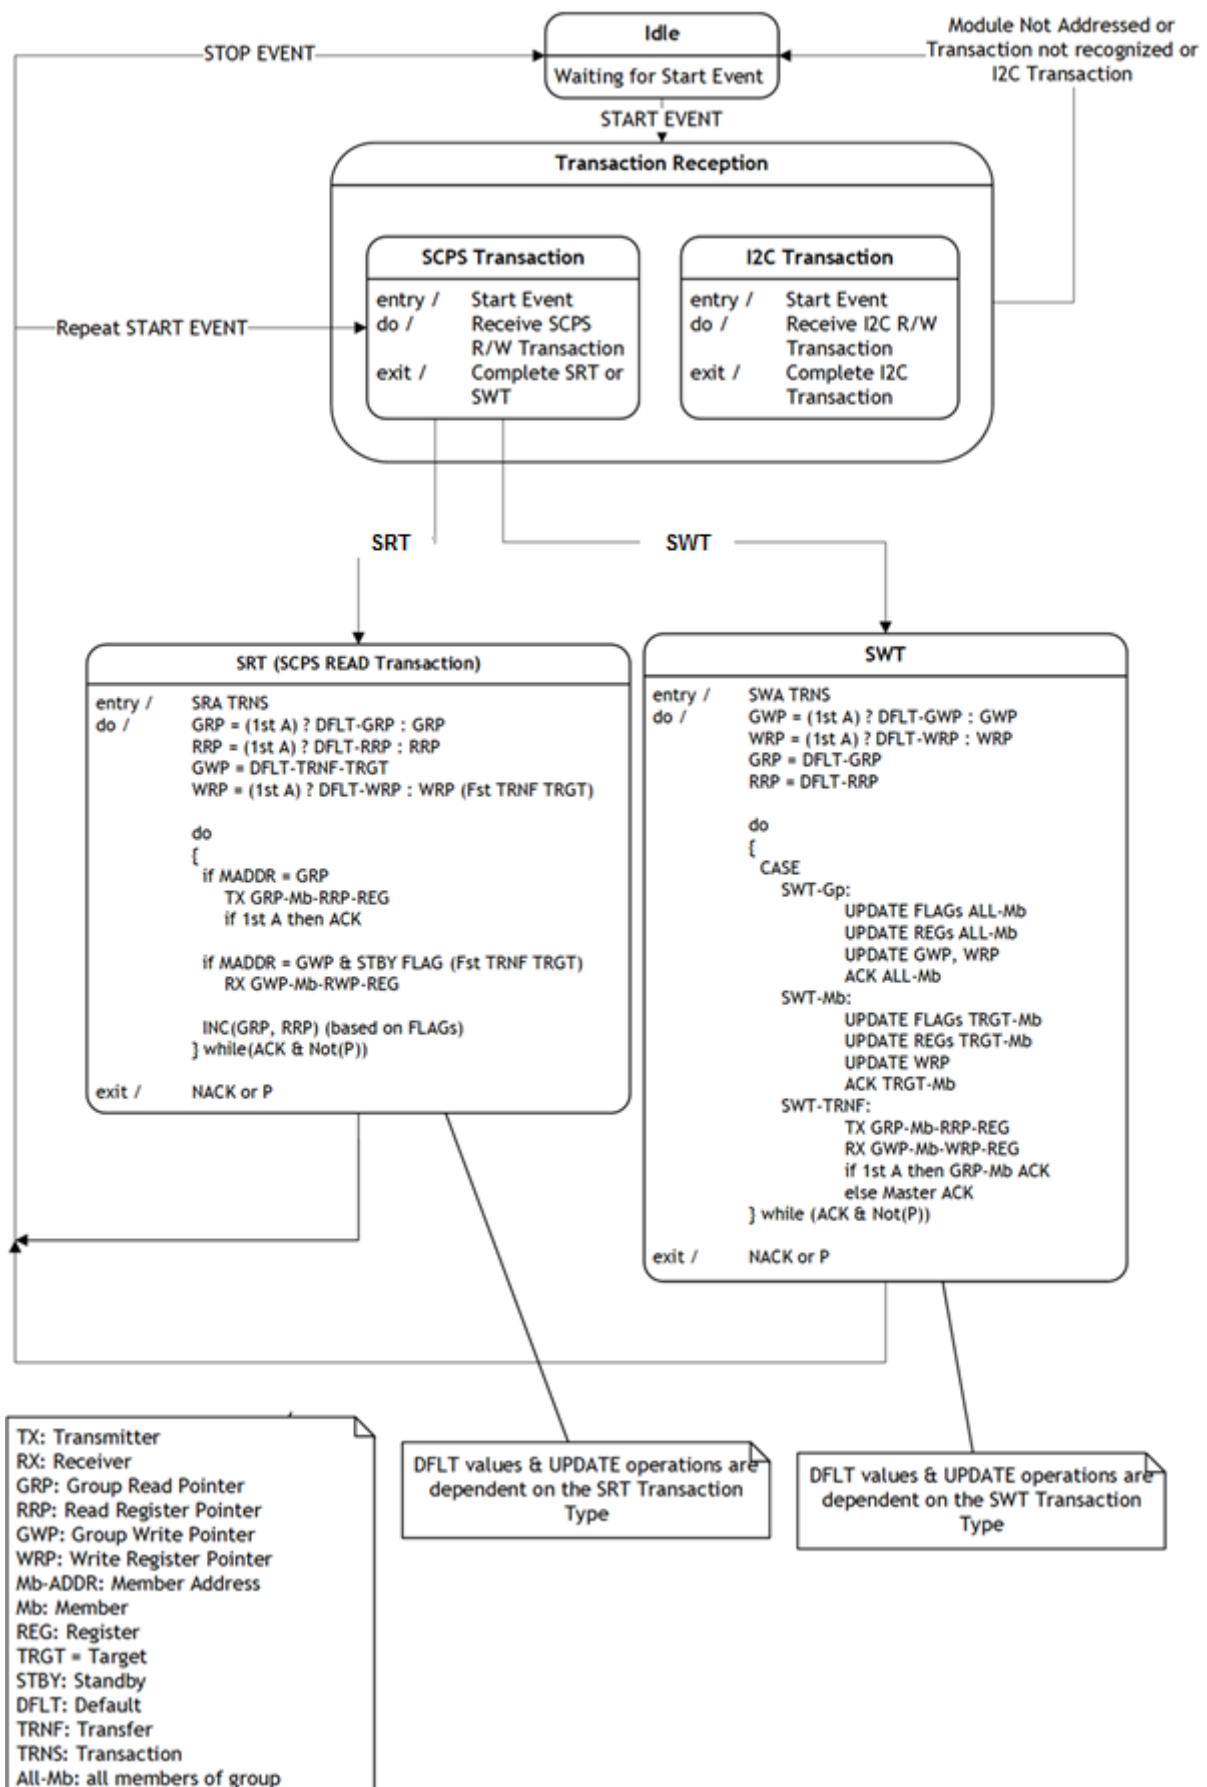 Idle
Waiting for Start Event
STOP EVENT
Module Not Addressed or
Transaction not recognized or
I2C Transaction
START EVENT
Transaction Reception
SCPS Transaction
entry / Start Event
do / Receive SCPS
R/W Transaction
exit / Complete SRT or
SWT
I2C Transaction
entry / Start Event
do / Receive I2C R/W
Transaction
exit / Complete I2C
Transaction
Repeat START EVENT
SRT
SWT
SRT (SCPS READ Transaction)
entry / SRA TRNS
do / GRP = (1st A) ? DFLT-GRP : GRP
RRP = (1st A) ? DFLT-RRP : RRP
GWP = DFLT-TRNF-TRGT
WRP = (1st A) ? DFLT-WRP : WRP (Fst TRNF TRGT)
do
{
if MADDR = GRP
TX GRP-Mb-RRP-REG
if 1st A then ACK
if MADDR = GWP & STBY FLAG (Fst TRNF TRGT)
RX GWP-Mb-RWP-REG
INC(GRP, RRP) (based on FLAGs)
} while(ACK & Not(P))
exit / NACK or P
SWT
entry / SWA TRNS
do / GWP = (1st A) ? DFLT-GWP : GWP
WRP = (1st A) ? DFLT-WRP : WRP
GRP = DFLT-GRP
RRP = DFLT-RRP
do
{
CASE
SWT-Gp:
UPDATE FLAGs ALL-Mb
UPDATE REGs ALL-Mb
UPDATE GWP, WRP
ACK ALL-Mb
SWT-Mb:
UPDATE FLAGs TRGT-Mb
UPDATE REGs TRGT-Mb
UPDATE WRP
ACK TRGT-Mb
SWT-TRNF:
TX GRP-Mb-RRP-REG
RX GWP-Mb-WRP-REG
if 1st A then GRP-Mb ACK
else Master ACK
} while (ACK & Not(P))
exit / NACK or P
TX: Transmitter
RX: Receiver
GRP: Group Read Pointer
RRP: Read Register Pointer
GWP: Group Write Pointer
WRP: Write Register Pointer
Mb-ADDR: Member Address
Mb: Member
REG: Register
TRGT = Target
STBY: Standby
DFLT: Default
TRNF: Transfer
TRNS: Transaction
All-Mb: all members of group
DFLT values & UPDATE operations are
dependent on the SRT Transaction
Type
DFLT values & UPDATE operations are
dependent on the SWT Transaction
Type